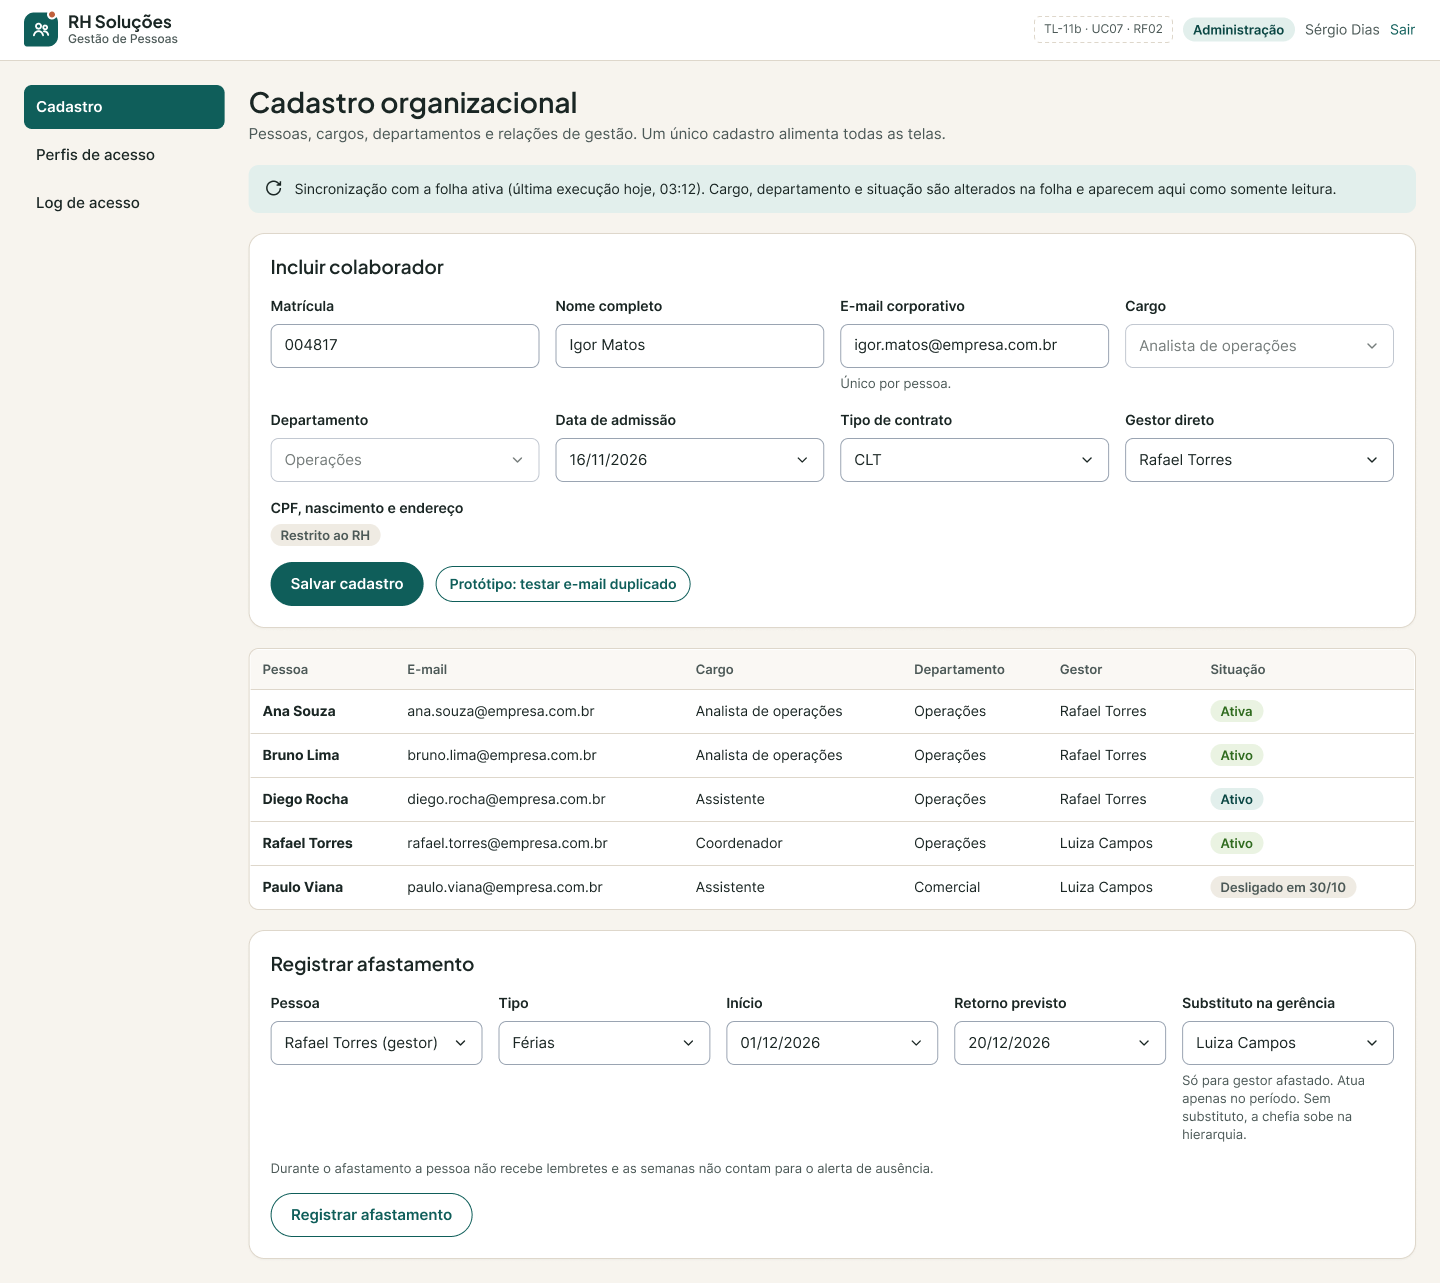 RH Soluções
Gestão de Pessoas
TL-11b · UC07 · RF02
Administração
Sérgio Dias
Sair
Cadastro
Perfis de acesso
Log de acesso
Cadastro organizacional
Pessoas, cargos, departamentos e relações de gestão. Um único cadastro alimenta todas as telas.
Sincronização com a folha ativa (última execução hoje, 03:12). Cargo, departamento e situação são alterados na folha e aparecem aqui como somente leitura.
Incluir colaborador
Matrícula
004817
Nome completo
Igor Matos
E-mail corporativo
igor.matos@empresa.com.br
Único por pessoa.
Cargo
Analista de operações
Departamento
Operações
Data de admissão
16/11/2026
Tipo de contrato
CLT
Gestor direto
Rafael Torres
CPF, nascimento e endereço
Restrito ao RH
Salvar cadastro
Protótipo: testar e-mail duplicado
Pessoa E-mail Cargo Departamento Gestor Situação
Ana Souza ana.souza@empresa.com.br Analista de operações Operações Rafael Torres Ativa
Bruno Lima bruno.lima@empresa.com.br Analista de operações Operações Rafael Torres Ativo
Diego Rocha diego.rocha@empresa.com.br Assistente Operações Rafael Torres Ativo
Rafael Torres rafael.torres@empresa.com.br Coordenador Operações Luiza Campos Ativo
Paulo Viana paulo.viana@empresa.com.br Assistente Comercial Luiza Campos Desligado em 30/10
Registrar afastamento
Pessoa
Rafael Torres (gestor)
Tipo
Férias
Início
01/12/2026
Retorno previsto
20/12/2026
Substituto na gerência
Luiza Campos
Só para gestor afastado. Atua
apenas no período. Sem
substituto, a chefia sobe na
hierarquia.
Durante o afastamento a pessoa não recebe lembretes e as semanas não contam para o alerta de ausência.
Registrar afastamento